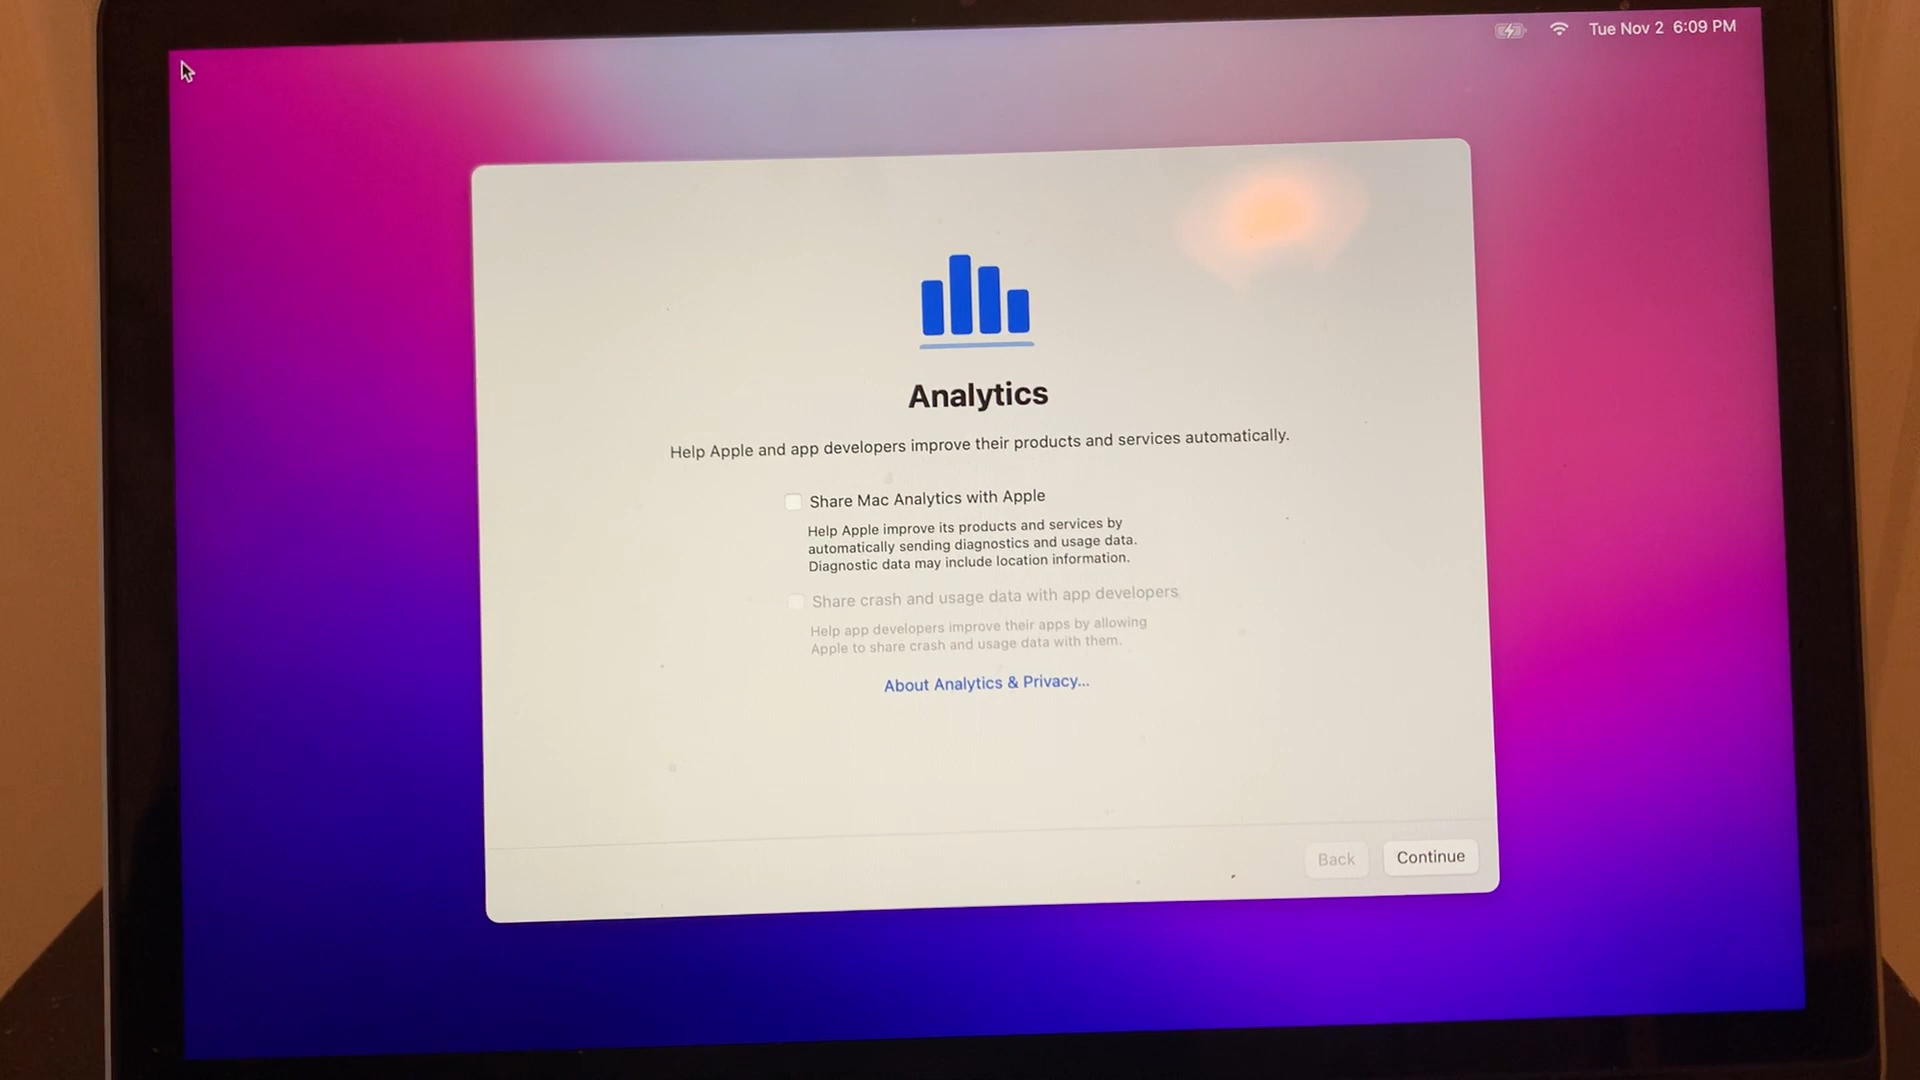 Tue Nov 2 6:09 PM
Analytics
Help Apple and app developers improve their products and services automatically.
Share Mac Analytics with Apple
Help Apple improve its products and services by
automatically sending diagnostics and usage data.
Diagnostic data may include location information.
Share crash and usage data with app developers
Help app developers improve their apps by allowing
Apple to share crash and usage data with them.
About Analytics & Privacy...
Back Continue